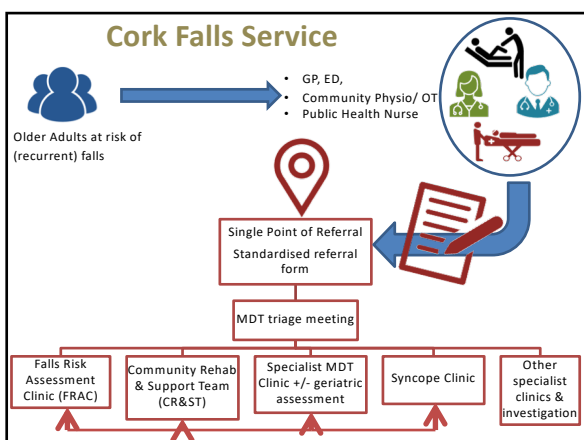 Cork Falls Service
• GP, ED,
• Community Physio/ OT
• Public Health Nurse
Older Adults at risk of
(recurrent) falls
Single Point of Referral
Standardised referral
form
MDT triage meeting
Falls Risk
Assessment
Clinic (FRAC)
Community Rehab
& Support Team
(CR&ST)
Specialist MDT
Clinic +/- geriatric
assessment
Syncope Clinic
Other
specialist
clinics &
investigation